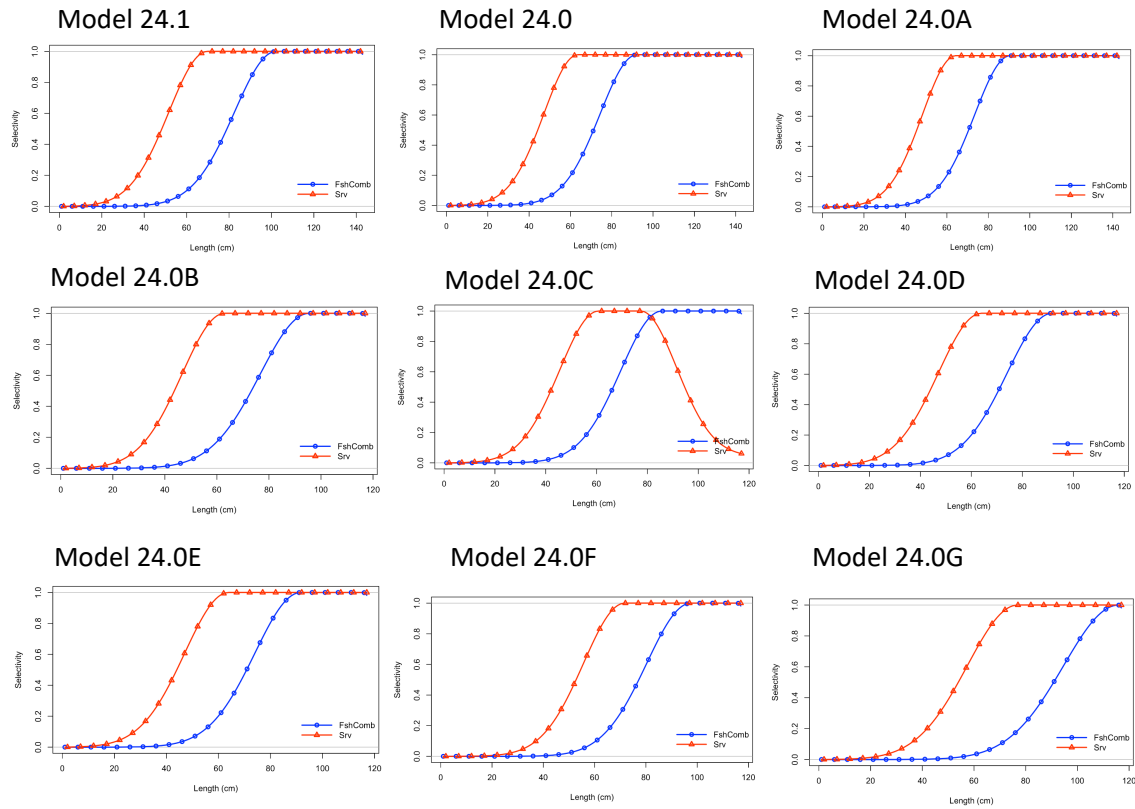 Model 24.1
Selectivity
1.0
0.8
0.6
0.4
0.2
0.0
FshComb
Srv
0 20 40 60 80 100 120 140
Length (cm)
Model 24.0
Selectivity
1.0
0.8
0.6
0.4
0.2
0.0
FshComb
Srv
0 20 40 60 80 100 120 140
Length (cm)
Model 24.0A
Selectivity
1.0
0.8
0.6
0.4
0.2
0.0
FshComb
Srv
0 20 40 60 80 100 120 140
Length (cm)
Model 24.0B
Selectivity
1.0
0.8
0.6
0.4
0.2
0.0
FshComb
Srv
0 20 40 60 80 100 120
Length (cm)
Model 24.0C
Selectivity
1.0
0.8
0.6
0.4
0.2
0.0
FshComb
Srv
0 20 40 60 80 100 120
Length (cm)
Model 24.0D
Selectivity
1.0
0.8
0.6
0.4
0.2
0.0
FshComb
Srv
0 20 40 60 80 100 120
Length (cm)
Model 24.0E
Selectivity
1.0
0.8
0.6
0.4
0.2
0.0
FshComb
Srv
0 20 40 60 80 100 120
Length (cm)
Model 24.0F
Selectivity
1.0
0.8
0.6
0.4
0.2
0.0
FshComb
Srv
0 20 40 60 80 100 120
Length (cm)
Model 24.0G
Selectivity
1.0
0.8
0.6
0.4
0.2
0.0
FshComb
Srv
0 20 40 60 80 100 120
Length (cm)